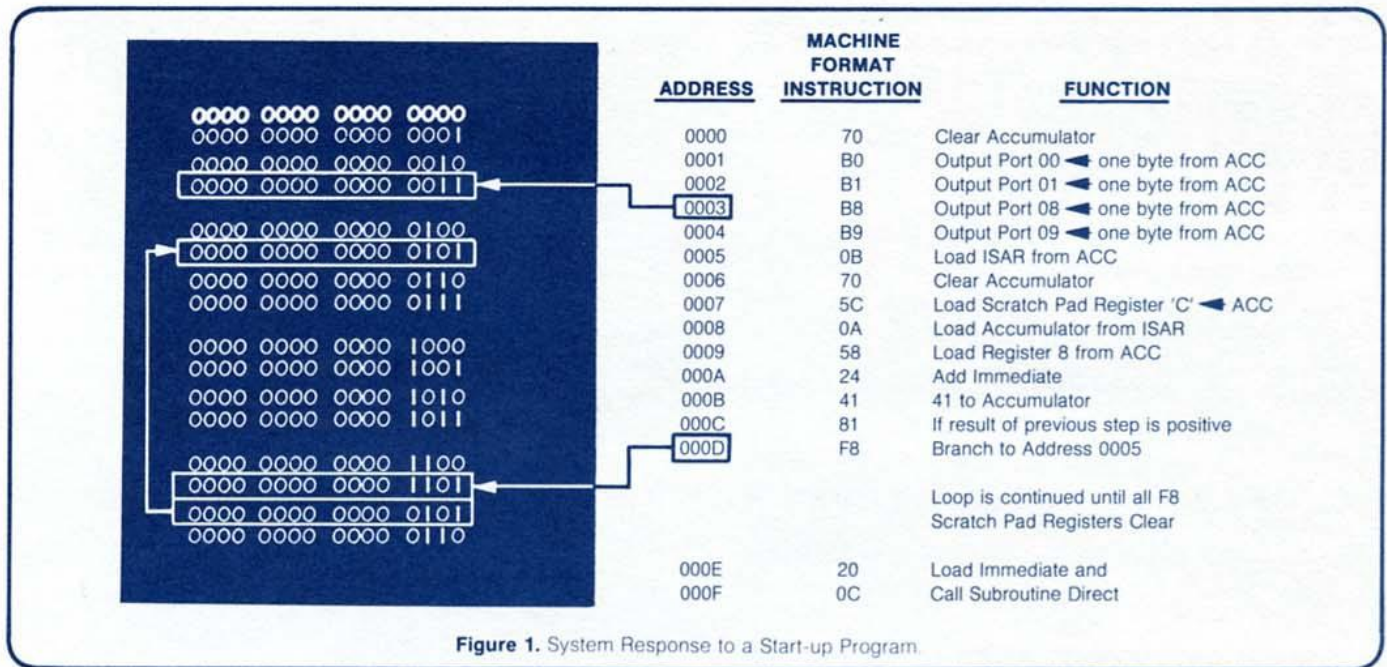 0000 0000 0000 0000
0000 0000 0000 0001
0000 0000 0000 0010
0000 0000 0000 0011
0000 0000 0000 0100
0000 0000 0000 0101
0000 0000 0000 0110
0000 0000 0000 0111
0000 0000 0000 1000
0000 0000 0000 1001
0000 0000 0000 1010
0000 0000 0000 1011
0000 0000 0000 1100
0000 0000 0000 1101
0000 0000 0000 0101
0000 0000 0000 0110
MACHINE
FORMAT
ADDRESS INSTRUCTION FUNCTION
0000 70 Clear Accumulator
0001 B0 Output Port 00 ◄ one byte from ACC
0002 B1 Output Port 01 ◄ one byte from ACC
0003 B8 Output Port 08 ◄ one byte from ACC
0004 B9 Output Port 09 ◄ one byte from ACC
0005 0B Load ISAR from ACC
0006 70 Clear Accumulator
0007 5C Load Scratch Pad Register 'C' ◄ ACC
0008 0A Load Accumulator from ISAR
0009 58 Load Register 8 from ACC
000A 24 Add Immediate
000B 41 41 to Accumulator
000C 81 If result of previous step is positive
000D F8 Branch to Address 0005
Loop is continued until all F8
Scratch Pad Registers Clear
000E 20 Load Immediate and
000F 0C Call Subroutine Direct
Figure 1. System Response to a Start-up Program.